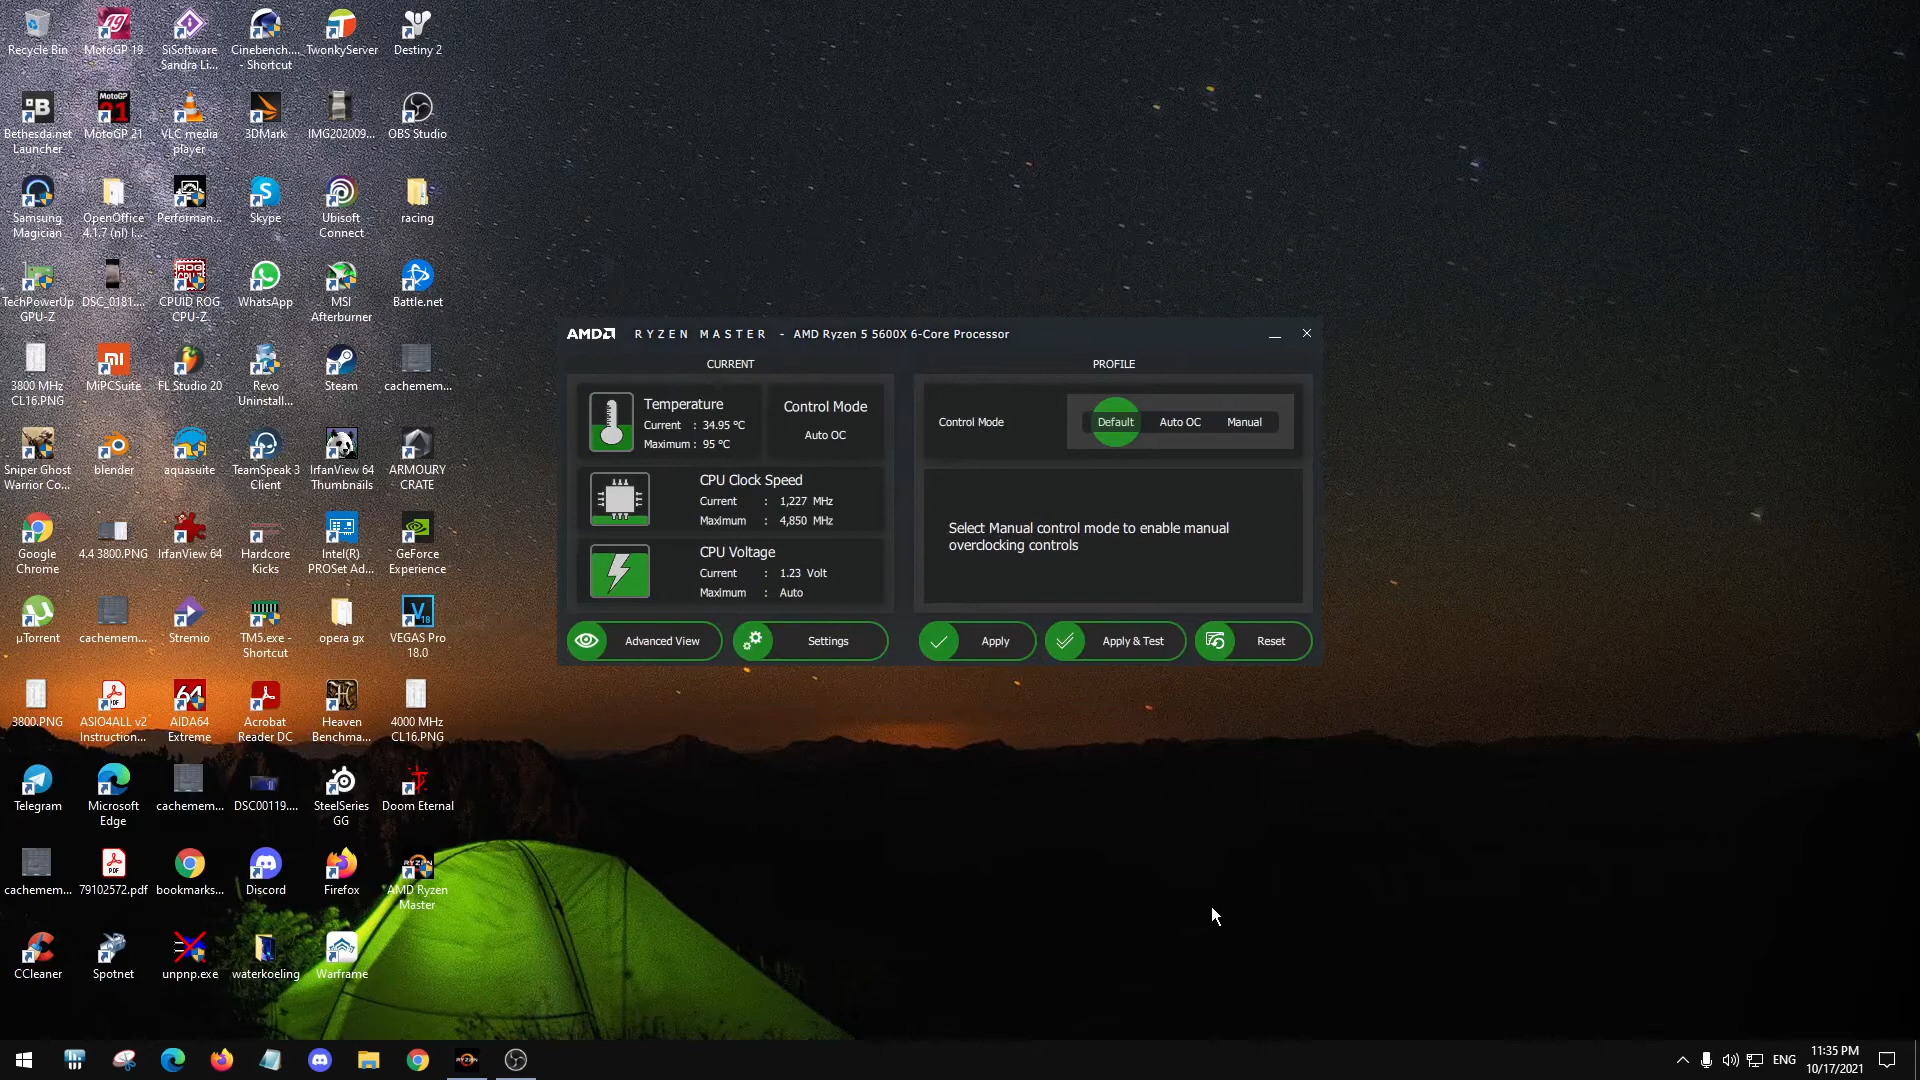 Recycle Bin
MotoGP 19
SiSoftware
Sandra Li...
Cinebench....
- Shortcut
TwonkyServer
Destiny 2
Bethesda.net
Launcher
MotoGP 21
VLC media
player
3DMark
IMG202009...
OBS Studio
Samsung
Magician
OpenOffice
4.1.7 (nl) I...
Performan...
Skype
Ubisoft
Connect
racing
TechPowerUp
GPU-Z
DSC_0181....
CPUID ROG
CPU-Z
WhatsApp
MSI
Afterburner
Battle.net
3800 MHz
CL16.PNG
MiPCSuite
FL Studio 20
Revo
Uninstall...
Steam
cachemem...
Sniper Ghost
Warrior Co...
blender
aquasuite
TeamSpeak 3
Client
IrfanView 64
Thumbnails
ARMOURY
CRATE
Google
Chrome
4.4 3800.PNG
IrfanView 64
Hardcore
Kicks
Intel(R)
PROSet Ad...
GeForce
Experience
µTorrent
cachemem...
Stremio
TM5.exe -
Shortcut
opera gx
VEGAS Pro
18.0
3800.PNG
ASIO4ALL v2
Instruction...
AIDA64
Extreme
Acrobat
Reader DC
Heaven
Benchma...
4000 MHz
CL16.PNG
Telegram
Microsoft
Edge
cachemem...
DSC00119....
SteelSeries
GG
Doom Eternal
cachemem...
79102572.pdf
bookmarks...
Discord
Firefox
AMD Ryzen
Master
CCleaner
Spotnet
unpnp.exe
waterkoeling
Warframe
AMD RYZEN MASTER - AMD Ryzen 5 5600X 6-Core Processor
CURRENT
Temperature
Current : 34.95 °C
Maximum : 95 °C
Control Mode
Auto OC
CPU Clock Speed
Current : 1,227 MHz
Maximum : 4,850 MHz
CPU Voltage
Current : 1.23 Volt
Maximum : Auto
Advanced View
Settings
PROFILE
Control Mode
Default
Auto OC
Manual
Select Manual control mode to enable manual
overclocking controls
Apply
Apply & Test
Reset
ENG
11:35 PM
10/17/2021